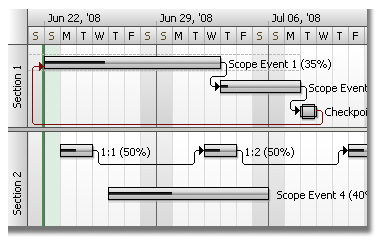 Jun 22, '08 Jun 29, '08 Jul 06, '08
S S M T W T F S S M T W T F S S M T W T F
Section 1
Scope Event 1 (35%)
Scope Event
Checkpoi
Section 2
1:1 (50%) 1:2 (50%)
Scope Event 4 (40%